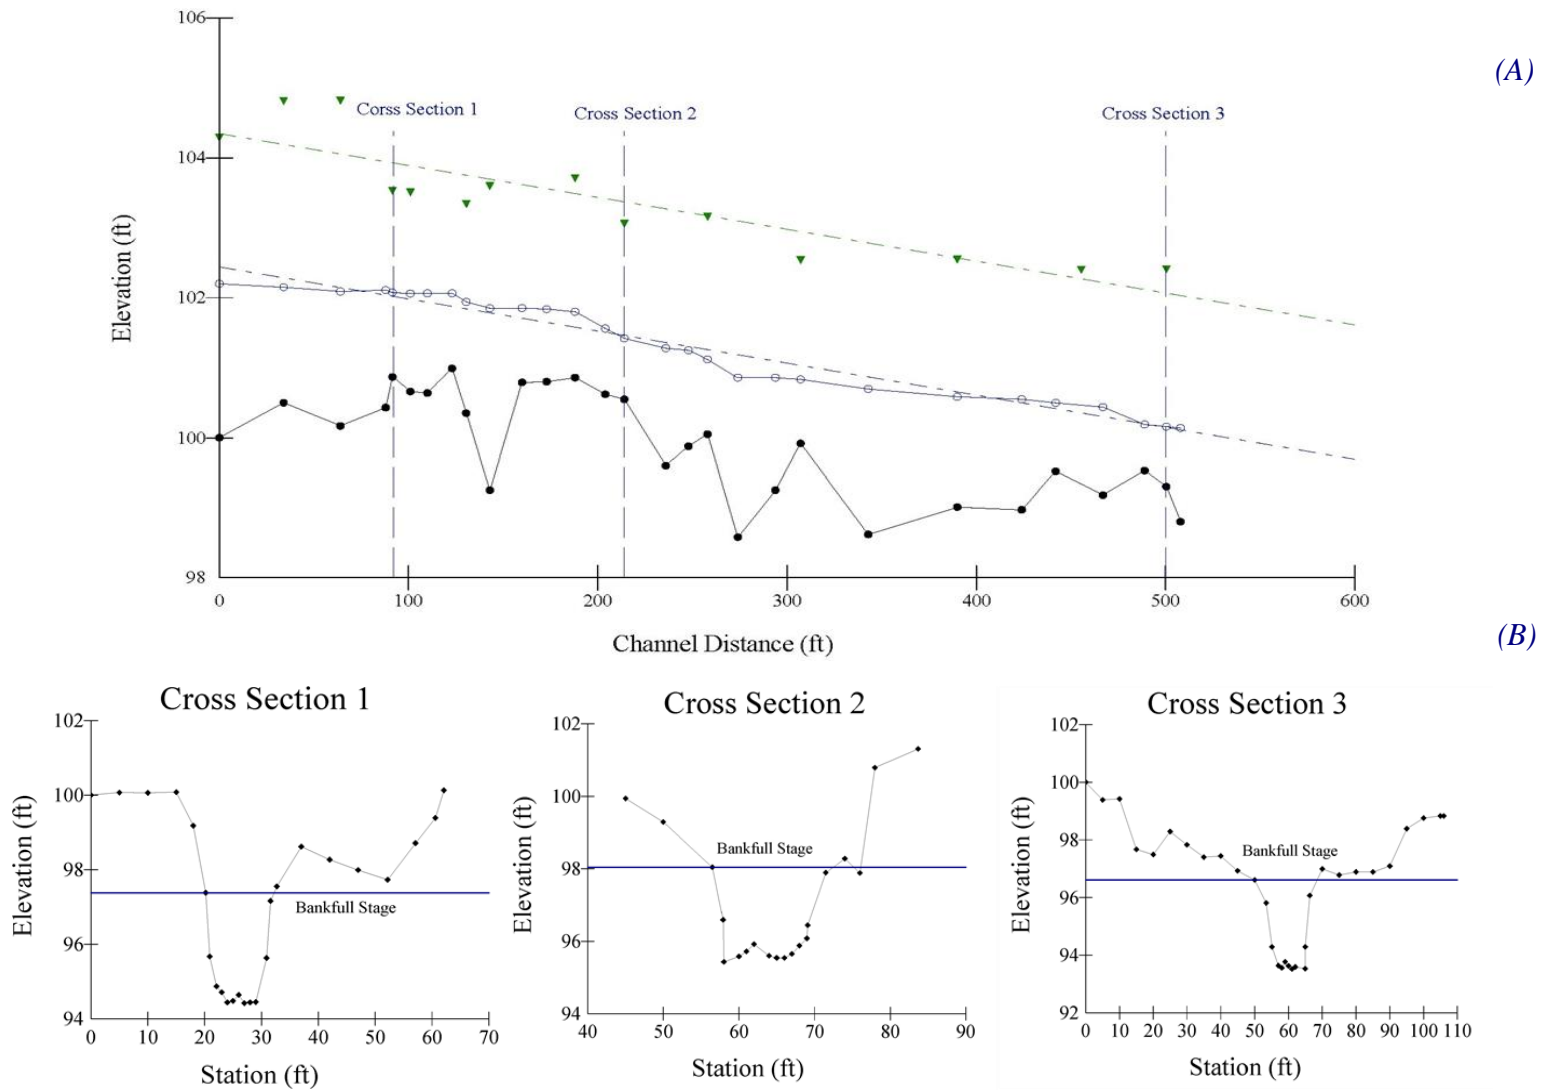 106
(A)
Corss Section 1
Cross Section 2
Cross Section 3
104
Elevation (ft)
102
100
98
0 100 200 300 400 500 600
Channel Distance (ft)
(B)
Cross Section 1
102
100
98
96
94
Elevation (ft)
Bankfull Stage
0 10 20 30 40 50 60 70
Station (ft)
Cross Section 2
102
100
98
96
94
Elevation (ft)
Bankfull Stage
40 50 60 70 80 90
Station (ft)
Cross Section 3
102
100
98
96
94
92
Elevation (ft)
Bankfull Stage
0 10 20 30 40 50 60 70 80 90 100 110
Station (ft)